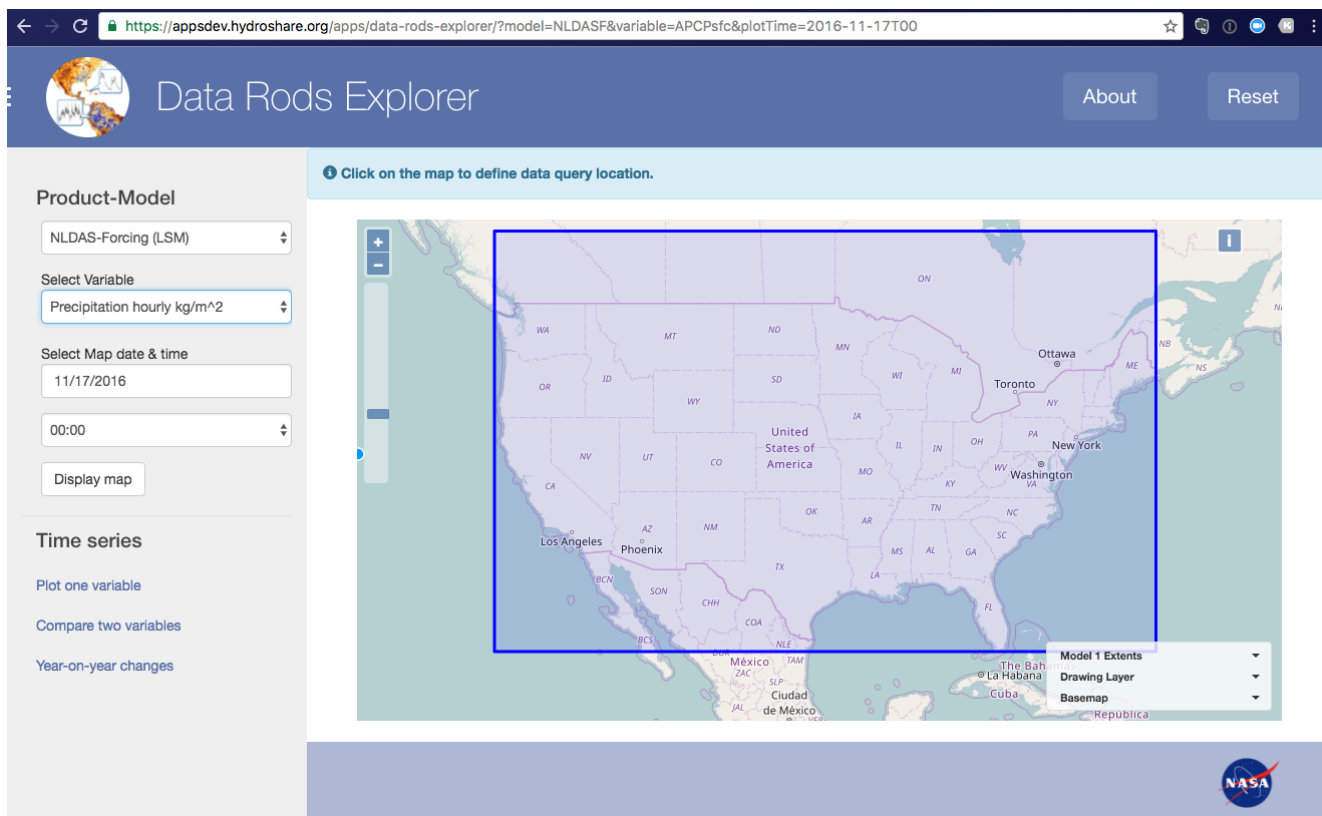 https://appsdev.hydroshare.org/apps/data-rods-explorer/?model=NLDASF&variable=APCPsfc&plotTime=2016-11-17T00
Data Rods Explorer
About
Reset
Product-Model
NLDAS-Forcing (LSM)
Select Variable
Precipitation hourly kg/m^2
Select Map date & time
11/17/2016
00:00
Display map
Time series
Plot one variable
Compare two variables
Year-on-year changes
Click on the map to define data query location.
+
−
i
ON
WA
MT
ND
MN
Ottawa
NB
ME
NS
OR
ID
SD
WI
MI
Toronto
WY
NY
IA
United
States of
America
NV
UT
CO
IL
IN
OH
PA
New York
MO
WV
Washington
CA
KY
VA
OK
AR
TN
NC
Los Angeles
AZ
Phoenix
NM
SC
MS
AL
GA
TX
LA
BCN
SON
CHH
FL
COA
BCS
NLE
DUR
México
TAM
ZAC
SLP
La Habana
The Baham
Cuba
Ciudad
de México
JAL
VER
República
Model 1 Extents
Drawing Layer
Basemap
NASA